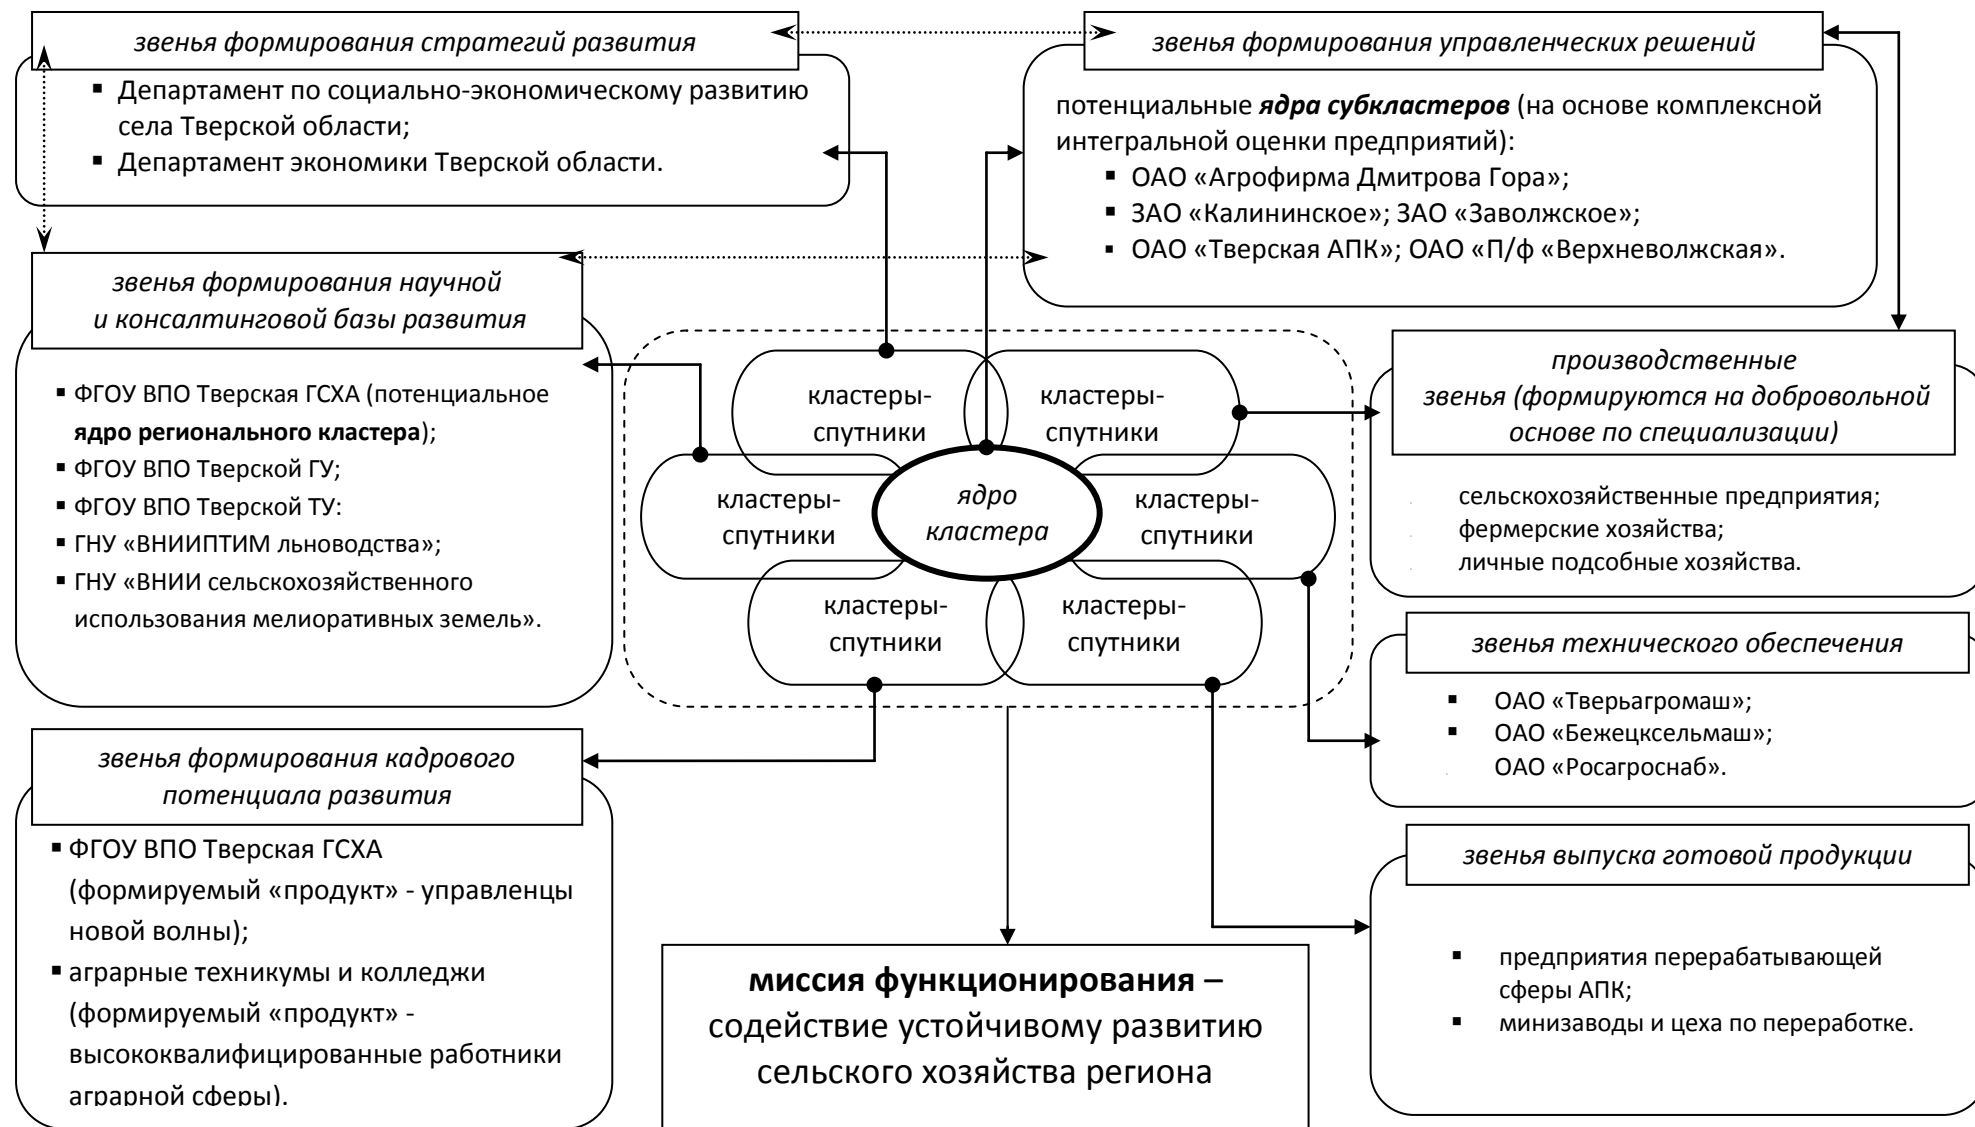 звенья формирования стратегий развития
▪ Департамент по социально-экономическому развитию
села Тверской области;
▪ Департамент экономики Тверской области.
звенья формирования управленческих решений
потенциальные ядра субкластеров (на основе комплексной
интегральной оценки предприятий):
▪ ОАО «Агрофирма Дмитрова Гора»;
▪ ЗАО «Калининское»; ЗАО «Заволжское»;
▪ ОАО «Тверская АПК»; ОАО «П/ф «Верхневолжская».
звенья формирования научной
и консалтинговой базы развития
▪ ФГОУ ВПО Тверская ГСХА (потенциальное
ядро регионального кластера);
▪ ФГОУ ВПО Тверской ГУ;
▪ ФГОУ ВПО Тверской ТУ:
▪ ГНУ «ВНИИПТИМ льноводства»;
▪ ГНУ «ВНИИ сельскохозяйственного
использования мелиоративных земель».
кластеры-
спутники
кластеры-
спутники
кластеры-
спутники
ядро
кластера
кластеры-
спутники
кластеры-
спутники
кластеры-
спутники
производственные
звенья (формируются на добровольной
основе по специализации)
сельскохозяйственные предприятия;
фермерские хозяйства;
личные подсобные хозяйства.
звенья технического обеспечения
▪ ОАО «Тверьагромаш»;
▪ ОАО «Бежецксельмаш»;
ОАО «Росагроснаб».
звенья формирования кадрового
потенциала развития
▪ ФГОУ ВПО Тверская ГСХА
(формируемый «продукт» - управленцы
новой волны);
▪ аграрные техникумы и колледжи
(формируемый «продукт» -
высококвалифицированные работники
аграрной сферы).
миссия функционирования –
содействие устойчивому развитию
сельского хозяйства региона
звенья выпуска готовой продукции
▪ предприятия перерабатывающей
сферы АПК;
▪ минизаводы и цеха по переработке.